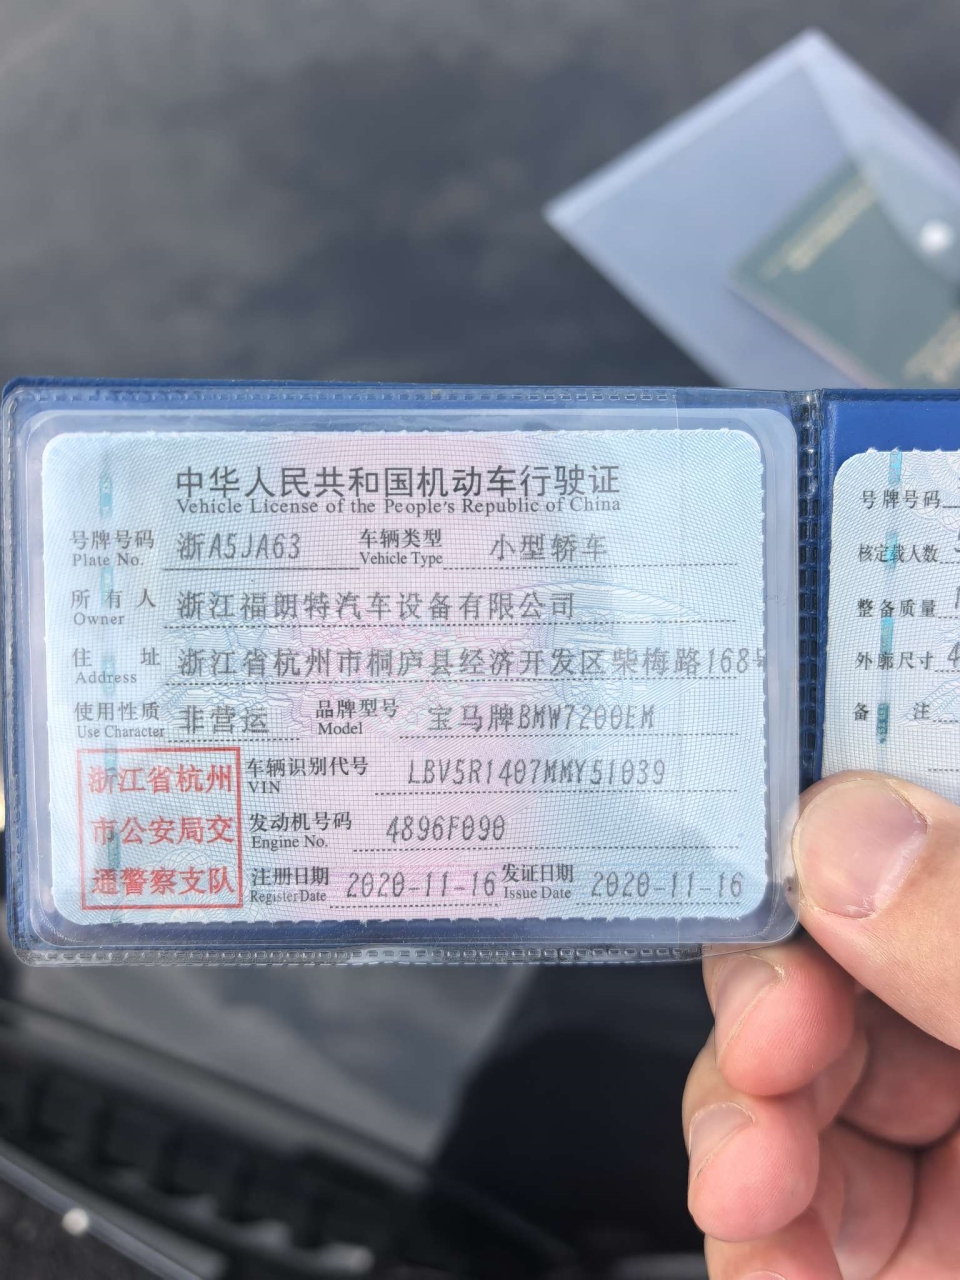 中华人民共和国机动车行驶证
Vehicle License of the People's Republic of China
号牌号码 浙A5JA63 车辆类型 小型轿车
Plate No. Vehicle Type
所有人 浙江福朗特汽车设备有限公司
Owner
住址 浙江省杭州市桐庐县经济开发区柴梅路168号
Address
使用性质 非营运 品牌型号 宝马牌BMW7200EM
Use Character Model
浙江省杭州
市公安局交
通警察支队
车辆识别代号 LBV5R1407MMY51039
VIN
发动机号码 4896F090
Engine No.
注册日期 2020-11-16 发证日期 2020-11-16
Register Date Issue Date
号牌号码
核定载人数
整备质量
外廓尺寸
备注